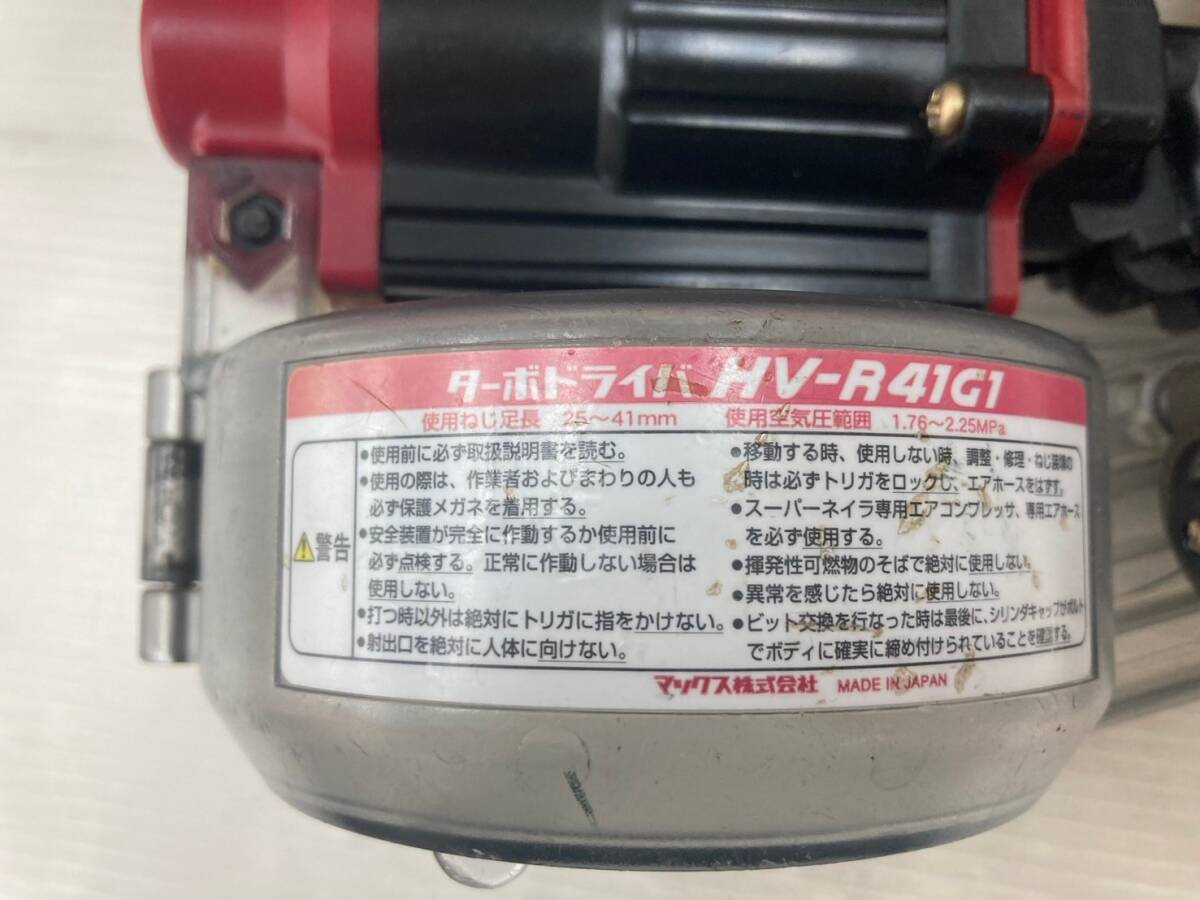 ターボドライバ HV-R41G1
使用ねじ足長 25〜41mm 使用空気圧範囲 1.76〜2.25MPa
警告
●使用前に必ず取扱説明書を読む。
●使用の際は、作業者およびまわりの人も
必ず保護メガネを着用する。
●安全装置が完全に作動するか使用前に
必ず点検する。正常に作動しない場合は
使用しない。
●打つ時以外は絶対にトリガに指をかけない。
●射出口を絶対に人体に向けない。
●移動する時、使用しない時、調整・修理・ねじ装填の
時は必ずトリガをロックし、エアホースをはずす。
●スーパーネイラ専用エアコンプレッサ、専用エアホース
を必ず使用する。
●揮発性可燃物のそばで絶対に使用しない。
●異常を感じたら絶対に使用しない。
●ビット交換を行なった時は最後に、シリンダキャップがボルト
でボディに確実に締め付けられていることを確認する。
マックス株式会社 MADE IN JAPAN